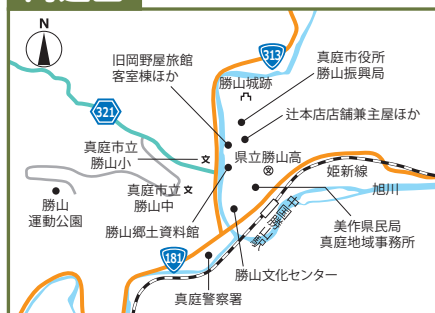 N
旧岡野屋旅館
客室棟ほか
313
勝山城跡
真庭市役所
勝山振興局
321
辻本店店舗兼主屋ほか
真庭市立
勝山小
県立勝山高
姫新線
旭川
勝山
運動公園
真庭市立
勝山中
勝山郷土資料館
中国勝山駅
美作県民局
真庭地域事務所
181
勝山文化センター
真庭警察署